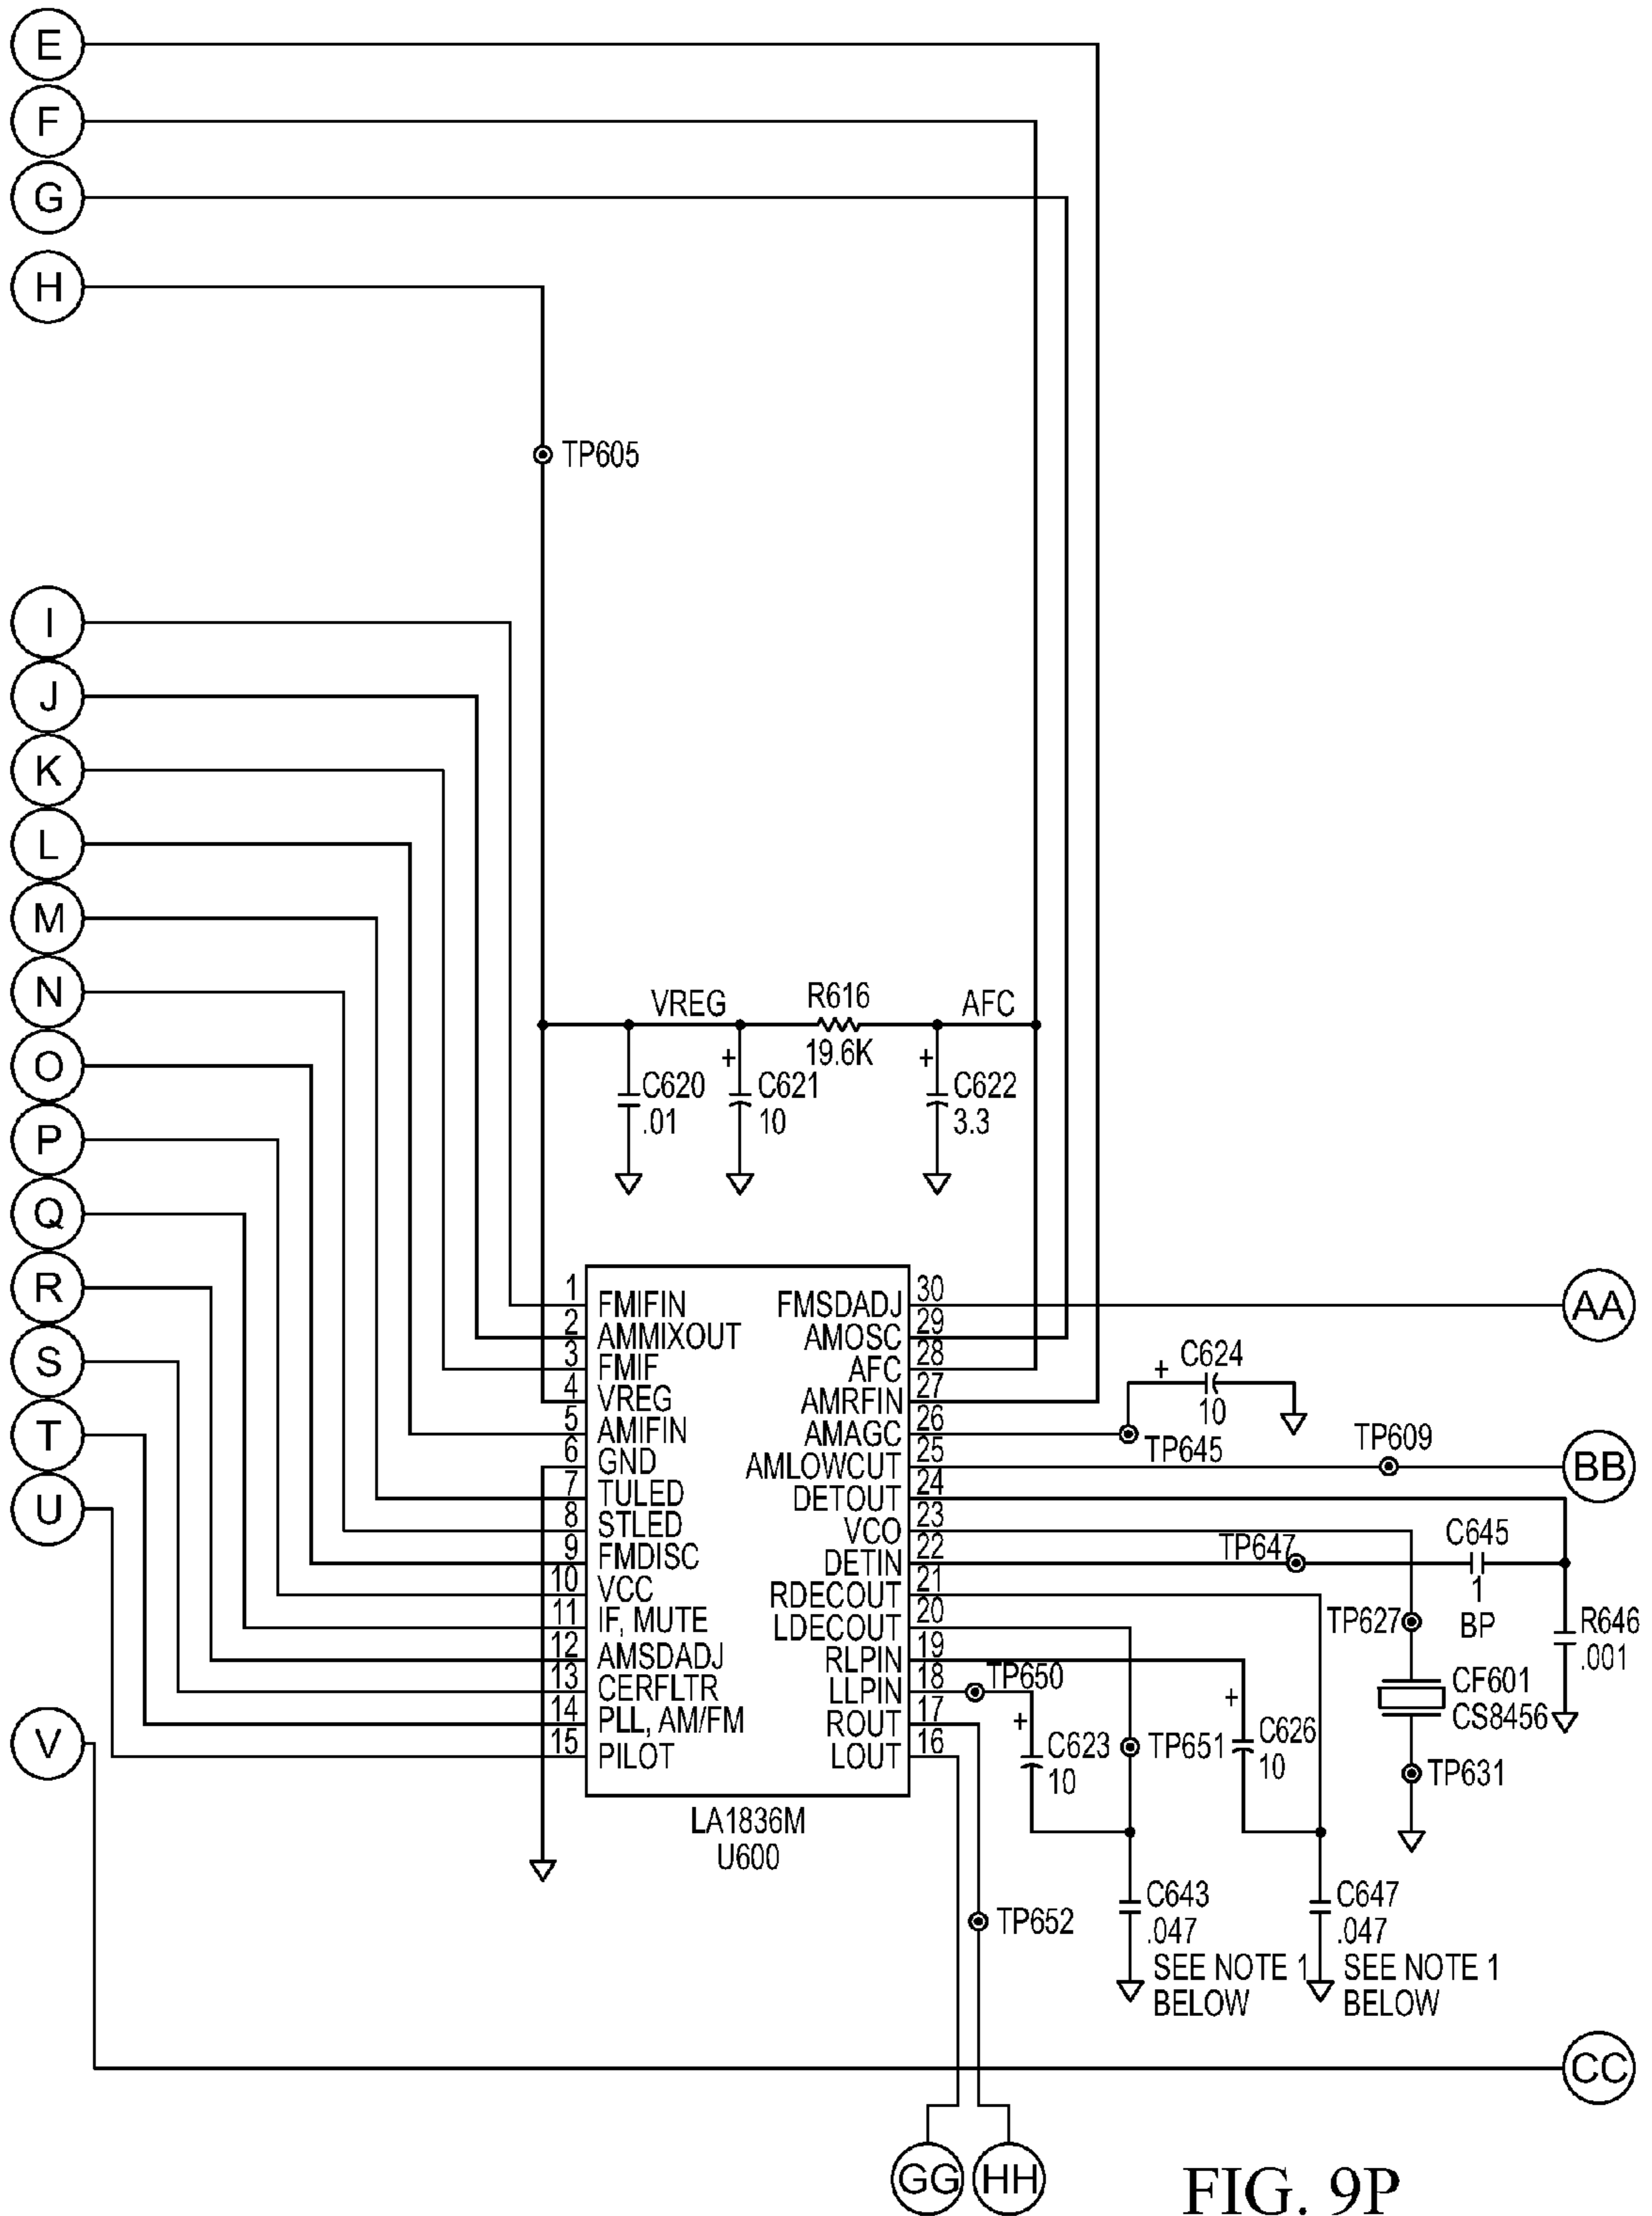 E
F
G
H
TP605
I
J
K
L
M
N
O
P
Q
R
S
T
U
V
VREG
R616
19.6K
AFC
+
C620
.01
+
C621
10
+
C622
3.3
1 FMIFIN
2 AMMIXOUT
3 FMIF
4 VREG
5 AMIFIN
6 GND
7 TULED
8 STLED
9 FMDISC
10 VCC
11 IF, MUTE
12 AMSDADJ
13 CERFLTR
14 PLL, AM/FM
15 PILOT
FMSDADJ 30
AMOSC 29
AFC 28
AMRFIN 27
AMAGC 26
AMLOWCUT 25
DETOUT 24
VCO 23
DETIN 22
RDECOUT 21
LDECOUT 20
RLPIN 19
LLPIN 18
ROUT 17
LOUT 16
LA1836M
U600
AA
+
C624
10
TP645
TP609
BB
TP647
C645
1
BP
TP627
R646
.001
CF601
CS8456
TP631
TP650
+
C623
10
TP651
+
C626
10
TP652
C643
.047
SEE NOTE 1
BELOW
C647
.047
SEE NOTE 1
BELOW
CC
GG
HH
FIG. 9P